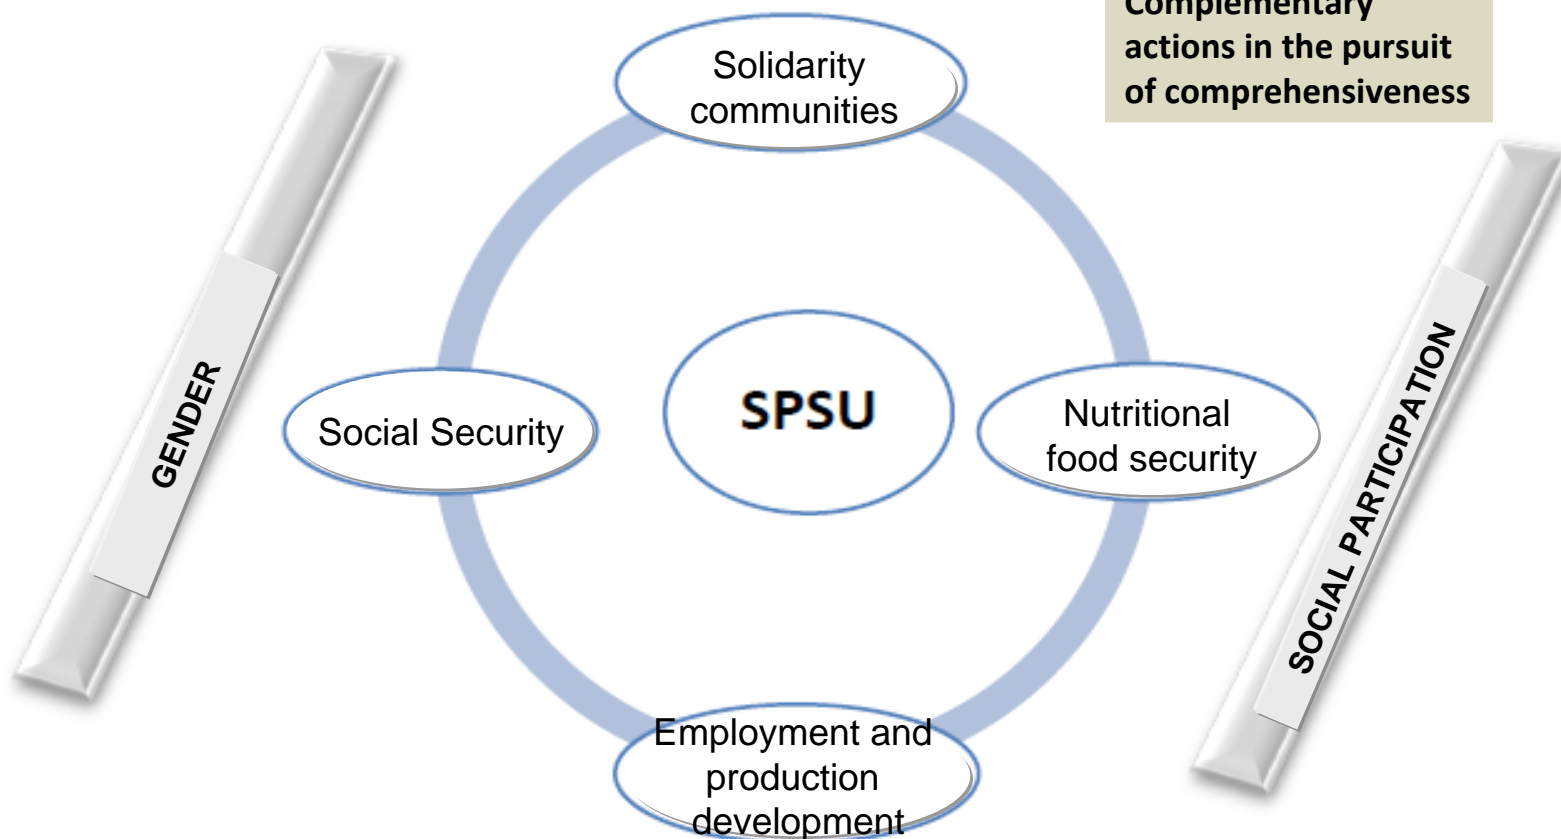 Complementary
actions in the pursuit
of comprehensiveness
Solidarity
communities
GENDER
Social Security
SPSU
Nutritional
food security
SOCIAL PARTICIPATION
Employment and
production
development